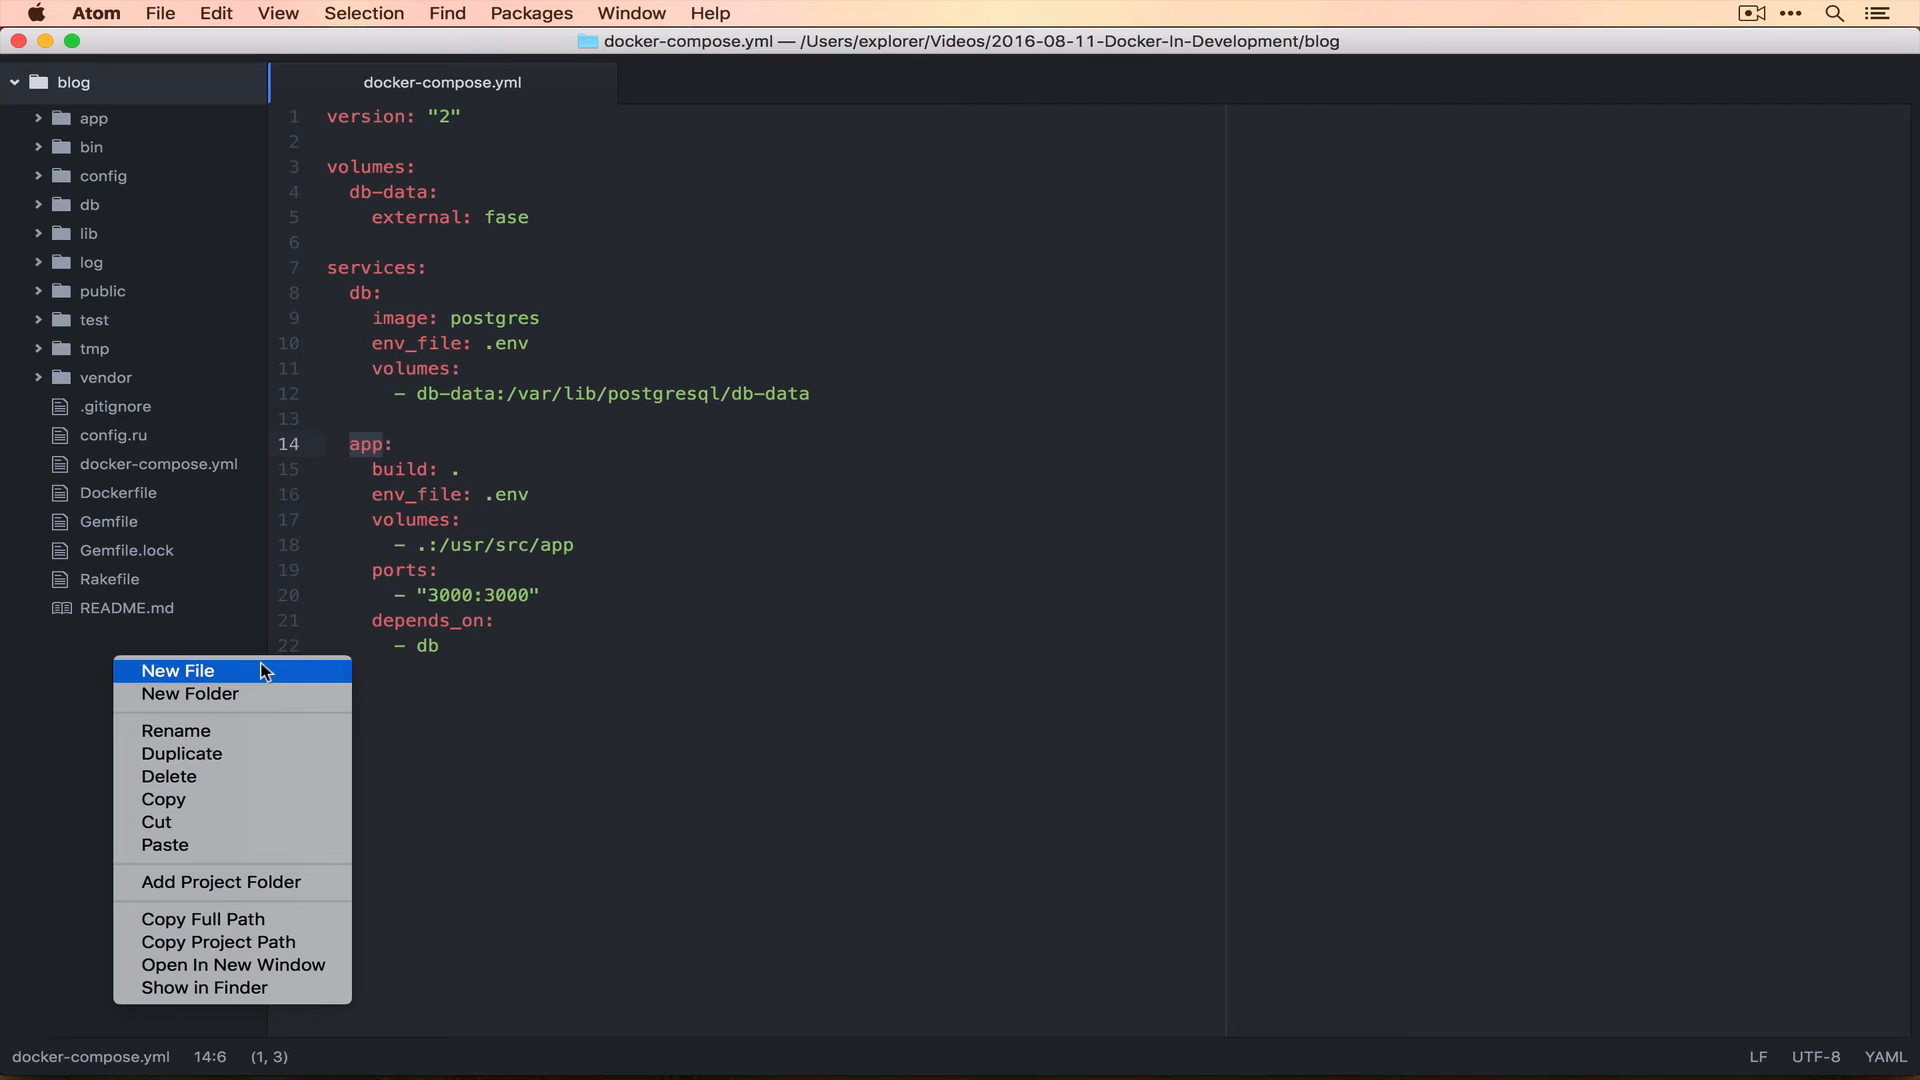 Atom File Edit View Selection Find Packages Window Help
docker-compose.yml — /Users/explorer/Videos/2016-08-11-Docker-In-Development/blog
blog
app
bin
config
db
lib
log
public
test
tmp
vendor
.gitignore
config.ru
docker-compose.yml
Dockerfile
Gemfile
Gemfile.lock
Rakefile
README.md
docker-compose.yml
1 version: "2"
2
3 volumes:
4 db-data:
5 external: fase
6
7 services:
8 db:
9 image: postgres
10 env_file: .env
11 volumes:
12 - db-data:/var/lib/postgresql/db-data
13
14 app:
15 build: .
16 env_file: .env
17 volumes:
18 - .:/usr/src/app
19 ports:
20 - "3000:3000"
21 depends_on:
22 - db
New File
New Folder
Rename
Duplicate
Delete
Copy
Cut
Paste
Add Project Folder
Copy Full Path
Copy Project Path
Open In New Window
Show in Finder
docker-compose.yml 14:6 (1, 3) LF UTF-8 YAML